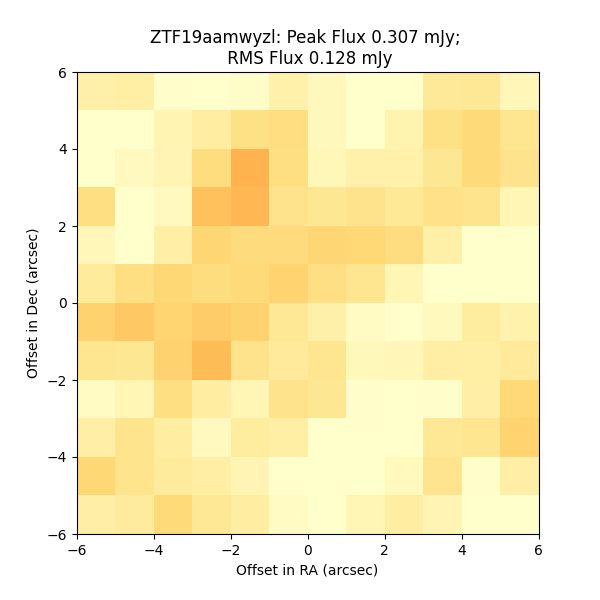 ZTF19aamwyzl: Peak Flux 0.307 mJy;
RMS Flux 0.128 mJy
6
4
2
0
−2
−4
−6
Offset in Dec (arcsec)
−6 −4 −2 0 2 4 6
Offset in RA (arcsec)